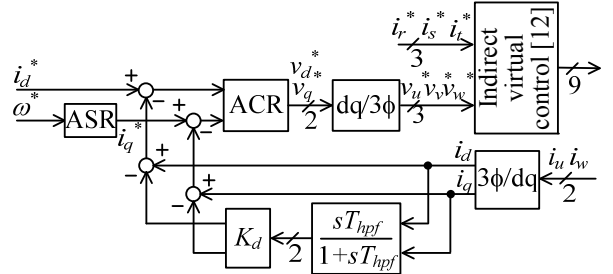 i_r^* i_s^* i_t^*
3
Indirect virtual control [12]
9
i_d^*
+
−
ω^*
ASR
i_q^*
+
−
ACR
v_d^*
v_q^*
2
dq/3ϕ
v_u^* v_v^* v_w^*
3
+
−
+
−
i_d
i_q
3ϕ/dq
i_u i_w
2
K_d
2
sT_hpf
1+sT_hpf